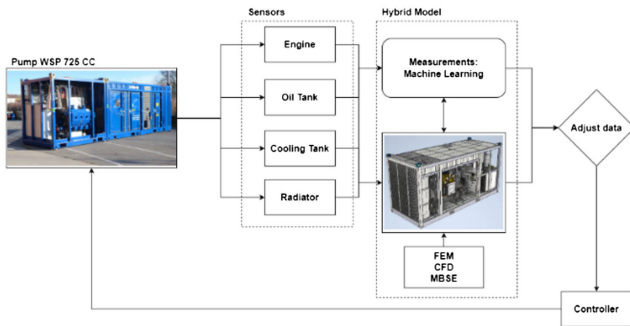 Sensors
Hybrid Model
Pump WSP 725 CC
Engine
Oil Tank
Cooling Tank
Radiator
Measurements:
Machine Learning
FEM
CFD
MBSE
Adjust data
Controller